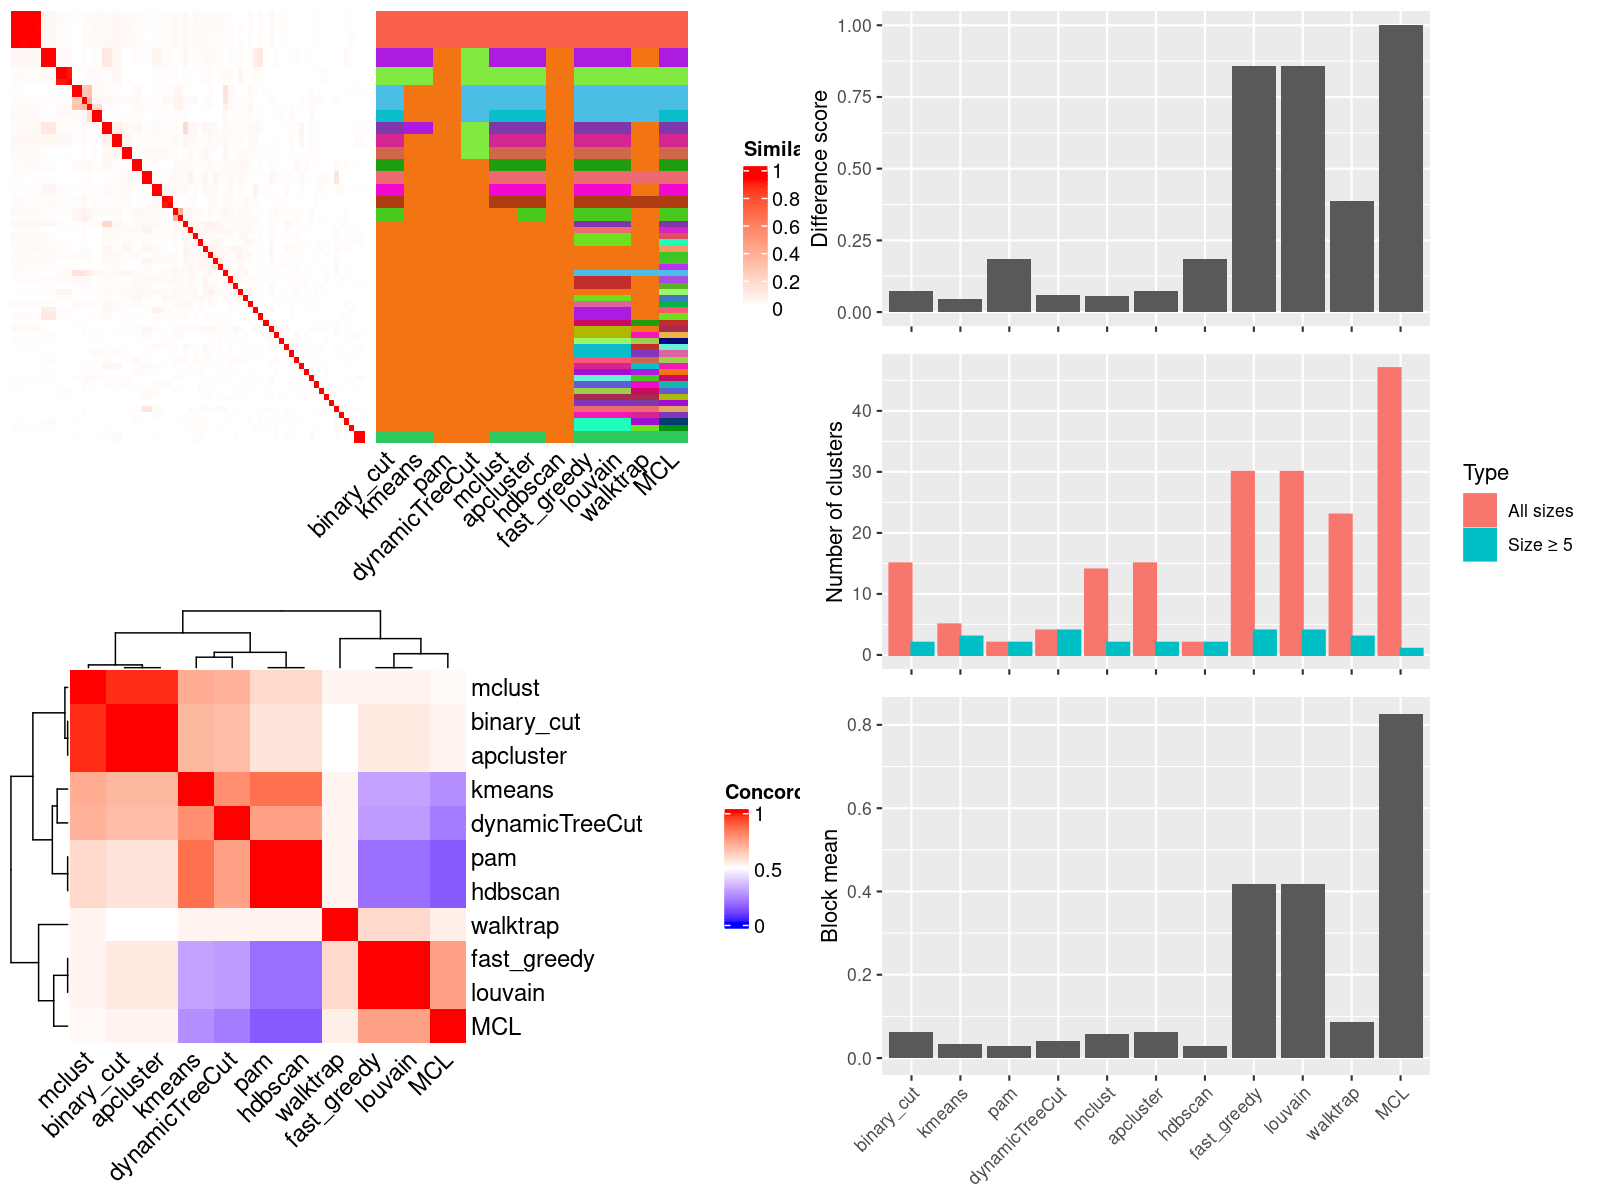 Simila
1
0.8
0.6
0.4
0.2
0
binary_cut
kmeans
pam
dynamicTreeCut
mclust
apcluster
hdbscan
fast_greedy
louvain
walktrap
MCL
mclust
binary_cut
apcluster
kmeans
dynamicTreeCut
pam
hdbscan
walktrap
fast_greedy
louvain
MCL
Concord
1
0.5
0
mclust
binary_cut
apcluster
kmeans
dynamicTreeCut
pam
hdbscan
walktrap
fast_greedy
louvain
MCL
Difference score
1.00
0.75
0.50
0.25
0.00
Number of clusters
40
30
20
10
0
Type
All sizes
Size ≥ 5
Block mean
0.8
0.6
0.4
0.2
0.0
binary_cut
kmeans
pam
dynamicTreeCut
mclust
apcluster
hdbscan
fast_greedy
louvain
walktrap
MCL